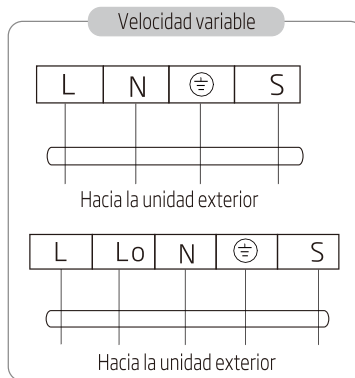 Velocidad variable
L N ⏚ S
Hacia la unidad exterior
L Lo N ⏚ S
Hacia la unidad exterior